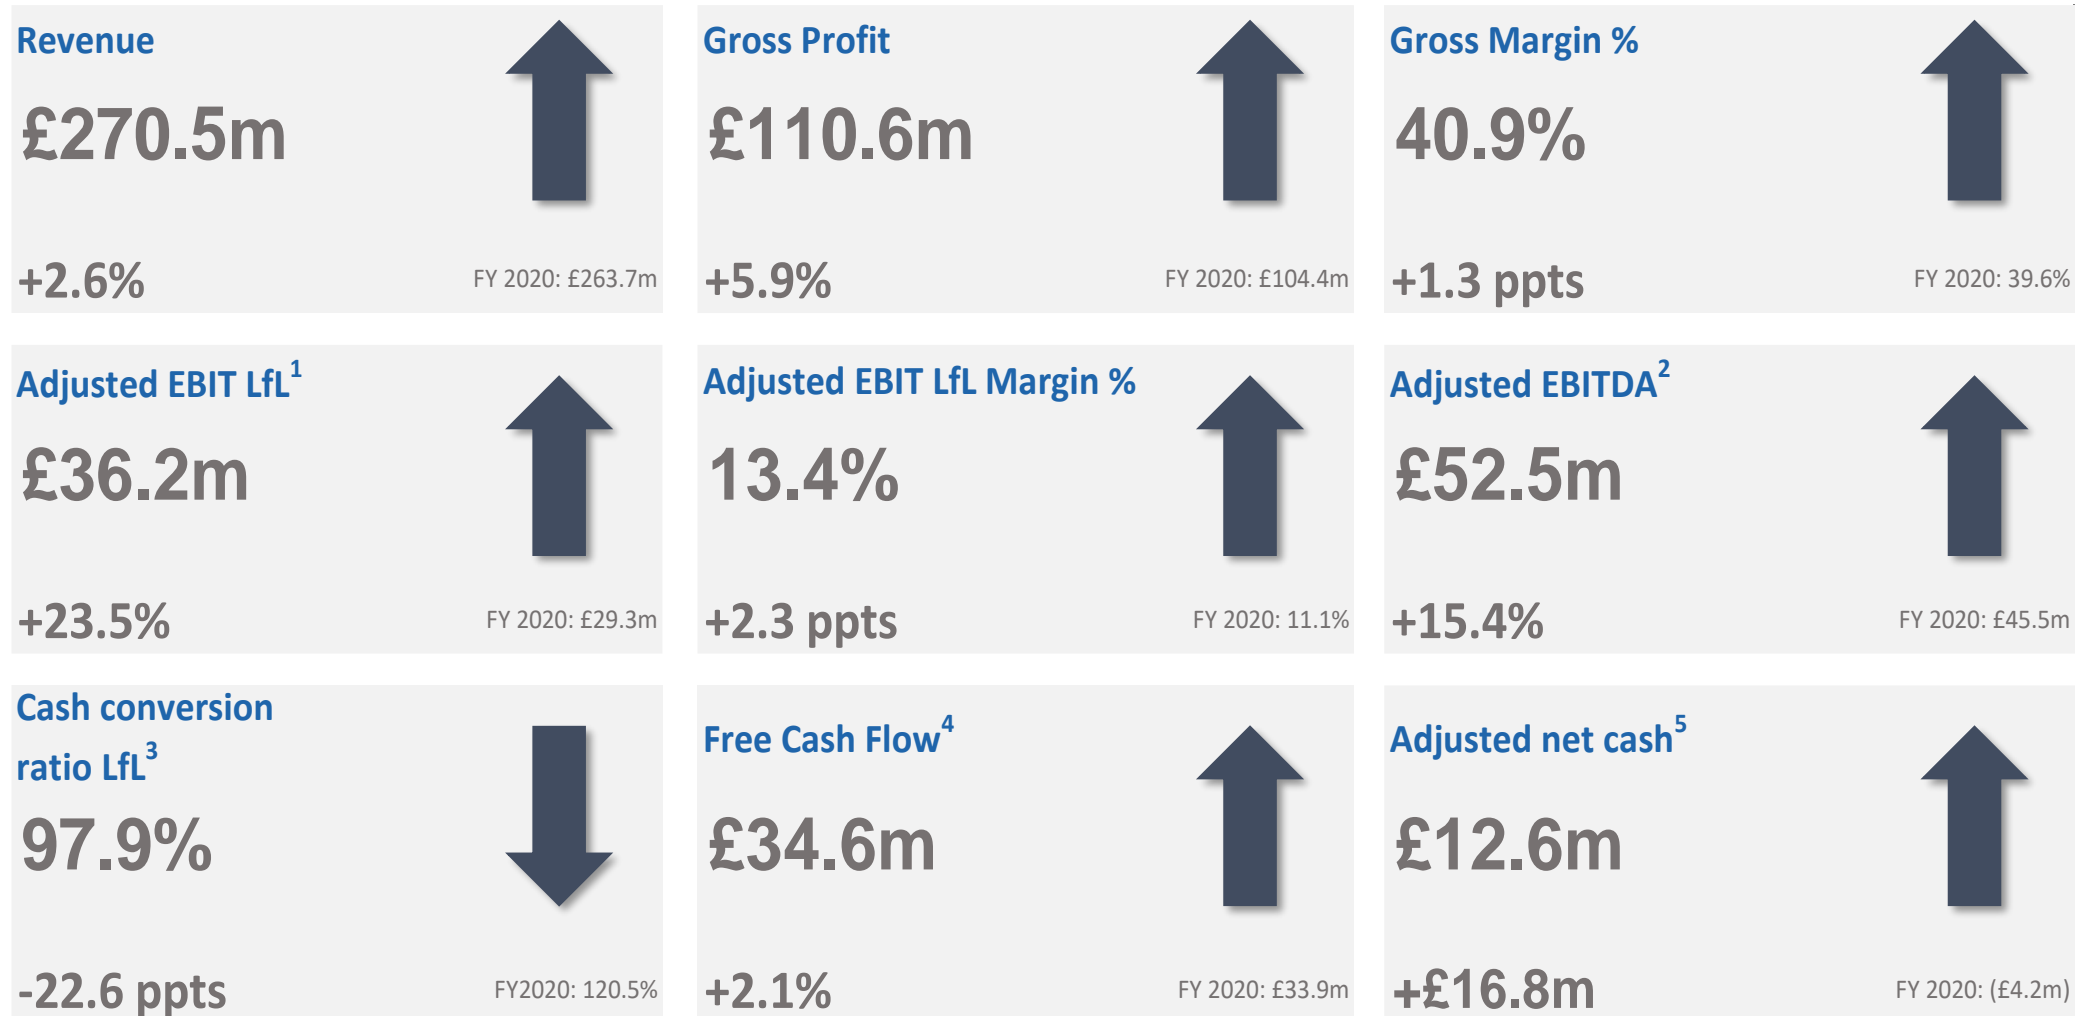 Revenue
£270.5m
+2.6%
FY 2020: £263.7m
Gross Profit
£110.6m
+5.9%
FY 2020: £104.4m
Gross Margin %
40.9%
+1.3 ppts
FY 2020: 39.6%
Adjusted EBIT LfL1
£36.2m
+23.5%
FY 2020: £29.3m
Adjusted EBIT LfL Margin %
13.4%
+2.3 ppts
FY 2020: 11.1%
Adjusted EBITDA2
£52.5m
+15.4%
FY 2020: £45.5m
Cash conversion
ratio LfL3
97.9%
-22.6 ppts
FY2020: 120.5%
Free Cash Flow4
£34.6m
+2.1%
FY 2020: £33.9m
Adjusted net cash5
£12.6m
+£16.8m
FY 2020: (£4.2m)